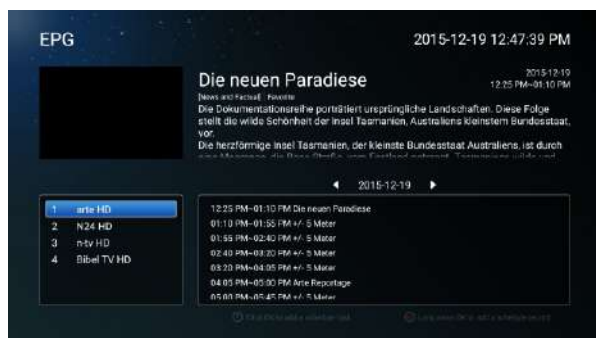 EPG
2015-12-19 12:47:39 PM
Die neuen Paradiese
2015-12-19
12:25 PM~01:10 PM
[News and Factual] Favorite
Die Dokumentationsreihe porträtiert ursprüngliche Landschaften. Diese Folge
stellt die wilde Schönheit der Insel Tasmanien, Australiens kleinstem Bundesstaat,
vor.
Die herzförmige Insel Tasmanien, der kleinste Bundesstaat Australiens, ist durch
2015-12-19
1 arte HD
2 N24 HD
3 n-tv HD
4 Bibel TV HD
12:25 PM~01:10 PM Die neuen Paradiese
01:10 PM~01:55 PM +/- 5 Meter
01:55 PM~02:40 PM +/- 5 Meter
02:40 PM~03:20 PM +/- 5 Meter
03:20 PM~04:05 PM +/- 5 Meter
04:05 PM~05:00 PM Arte Reportage
05:00 PM~05:45 PM +/- 5 Meter